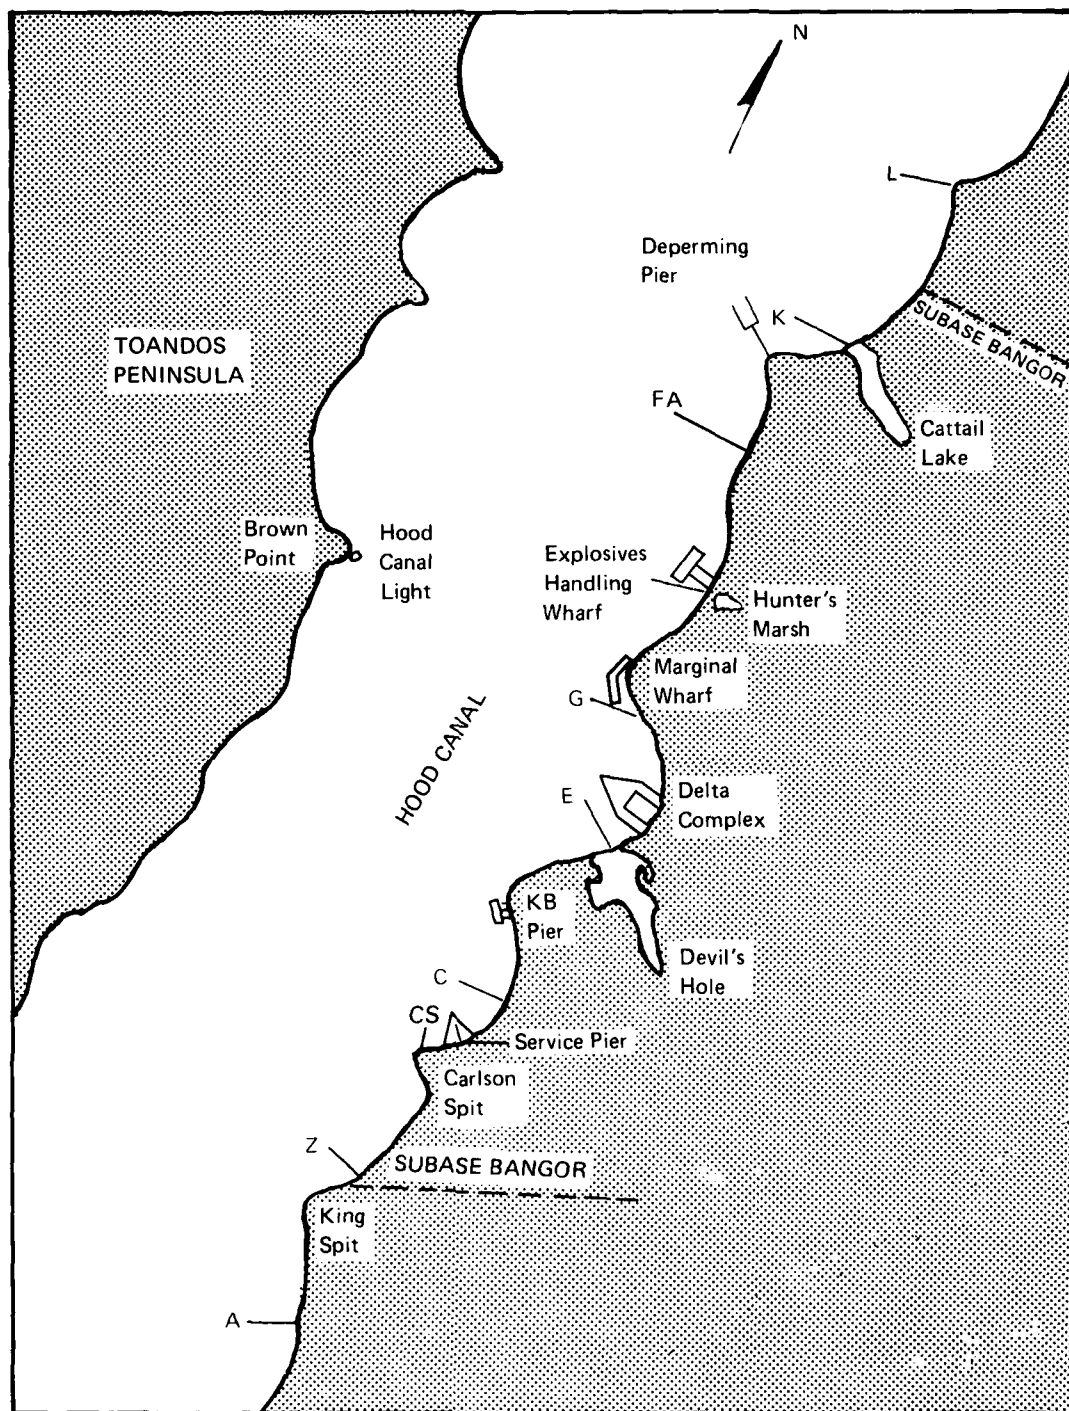 N
L
Deperming
Pier
K
SUBASE BANGOR
TOANDOS
PENINSULA
FA
Cattail
Lake
Brown
Point
Hood
Canal
Light
Explosives
Handling
Wharf
Hunter's
Marsh
Marginal
Wharf
G
HOOD CANAL
E
Delta
Complex
KB
Pier
Devil's
Hole
C
CS
Service Pier
Carlson
Spit
Z
SUBASE BANGOR
King
Spit
A